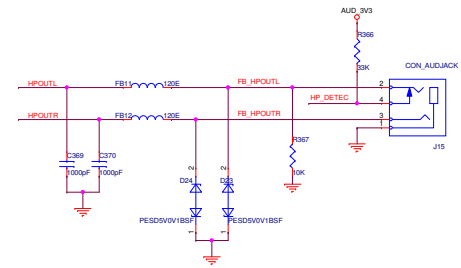 AUD_3V3
R366
33K
CON_AUDJACK
HPOUTL
FB11
120E
FB_HPOUTL
2
HP_DETEC
4
HPOUTR
FB12
120E
FB_HPOUTR
3
1
J15
R367
10K
C369
1000pF
C370
1000pF
2
2
D24
D23
PESD5V0V1BSF
PESD5V0V1BSF
1
1